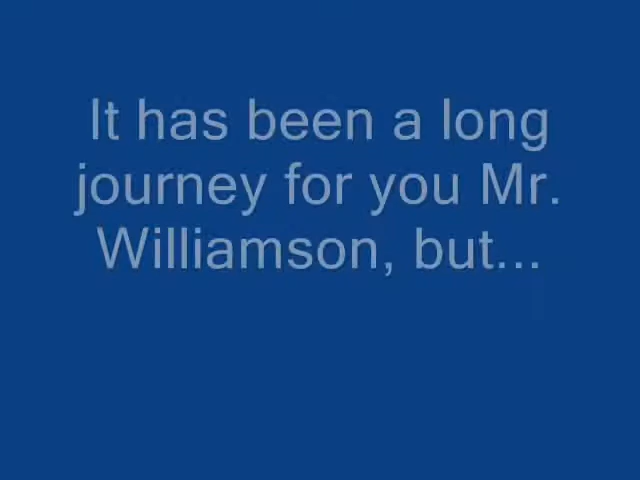 It has been a long
journey for you Mr.
Williamson, but...